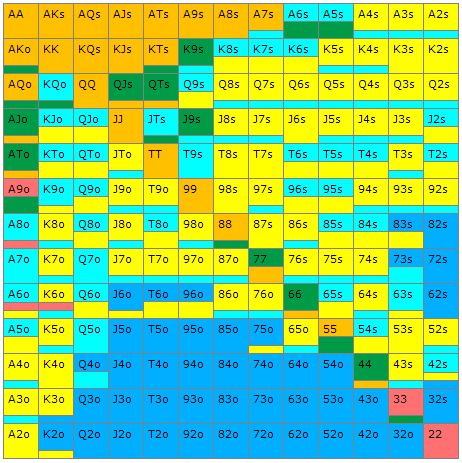 AA AKs AQs AJs ATs A9s A8s A7s A6s A5s A4s A3s A2s
AKo KK KQs KJs KTs K9s K8s K7s K6s K5s K4s K3s K2s
AQo KQo QQ QJs QTs Q9s Q8s Q7s Q6s Q5s Q4s Q3s Q2s
AJo KJo QJo JJ JTs J9s J8s J7s J6s J5s J4s J3s J2s
ATo KTo QTo JTo TT T9s T8s T7s T6s T5s T4s T3s T2s
A9o K9o Q9o J9o T9o 99 98s 97s 96s 95s 94s 93s 92s
A8o K8o Q8o J8o T8o 98o 88 87s 86s 85s 84s 83s 82s
A7o K7o Q7o J7o T7o 97o 87o 77 76s 75s 74s 73s 72s
A6o K6o Q6o J6o T6o 96o 86o 76o 66 65s 64s 63s 62s
A5o K5o Q5o J5o T5o 95o 85o 75o 65o 55 54s 53s 52s
A4o K4o Q4o J4o T4o 94o 84o 74o 64o 54o 44 43s 42s
A3o K3o Q3o J3o T3o 93o 83o 73o 63o 53o 43o 33 32s
A2o K2o Q2o J2o T2o 92o 82o 72o 62o 52o 42o 32o 22